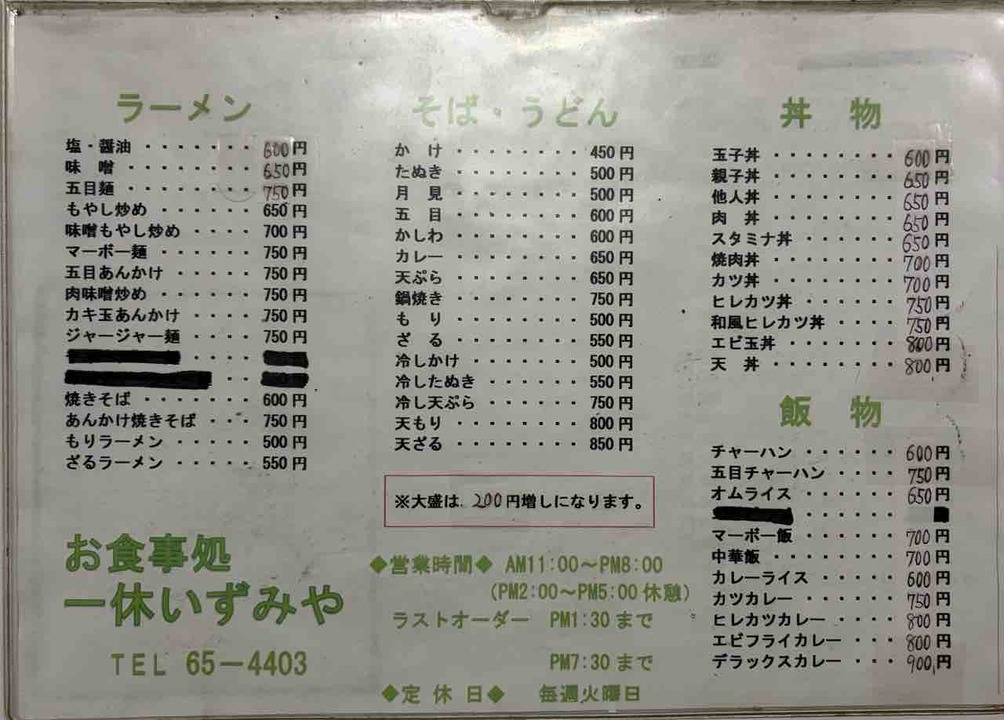 ラーメン
塩・醤油 ・・・・・・・ 600円
味　噌 ・・・・・・・・ 650円
五目麺 ・・・・・・・・ 750円
もやし炒め ・・・・・・ 650円
味噌もやし炒め ・・・・ 700円
マーボー麺 ・・・・・・ 750円
五目あんかけ ・・・・・ 750円
肉味噌炒め ・・・・・・ 750円
カキ玉あんかけ ・・・・ 750円
ジャージャー麺 ・・・・ 750円
焼きそば ・・・・・・・ 600円
あんかけ焼きそば ・・・ 750円
もりラーメン ・・・・・ 500円
ざるラーメン ・・・・・ 550円
お食事処
一休いずみや
TEL 65－4403
そば・うどん
か　け ・・・・・・・・ 450円
たぬき ・・・・・・・・ 500円
月　見 ・・・・・・・・ 500円
五　目 ・・・・・・・・ 600円
かしわ ・・・・・・・・ 600円
カレー ・・・・・・・・ 650円
天ぷら ・・・・・・・・ 650円
鍋焼き ・・・・・・・・ 750円
も　り ・・・・・・・・ 500円
ざ　る ・・・・・・・・ 550円
冷しかけ ・・・・・・・ 500円
冷したぬき ・・・・・・ 550円
冷し天ぷら ・・・・・・ 750円
天もり ・・・・・・・・ 800円
天ざる ・・・・・・・・ 850円
※大盛は、200円増しになります。
◆営業時間◆ AM11:00～PM8:00
(PM2:00～PM5:00休憩)
ラストオーダー PM1:30まで
PM7:30まで
◆定 休 日◆ 毎週火曜日
丼　物
玉子丼 ・・・・・・・ 600円
親子丼 ・・・・・・・ 650円
他人丼 ・・・・・・・ 650円
肉　丼 ・・・・・・・ 650円
スタミナ丼 ・・・・・ 650円
焼肉丼 ・・・・・・・ 700円
カツ丼 ・・・・・・・ 700円
ヒレカツ丼 ・・・・・ 750円
和風ヒレカツ丼 ・・・・ 750円
エビ玉丼 ・・・・・・ 800円
天　丼 ・・・・・・・ 800円
飯　物
チャーハン ・・・・・ 600円
五目チャーハン ・・・・ 750円
オムライス ・・・・・・ 650円
マーボー飯 ・・・・・・ 700円
中華飯 ・・・・・・・ 700円
カレーライス ・・・・・ 600円
カツカレー ・・・・・ 750円
ヒレカツカレー ・・・・ 800円
エビフライカレー ・・・ 800円
デラックスカレー ・・・ 900円